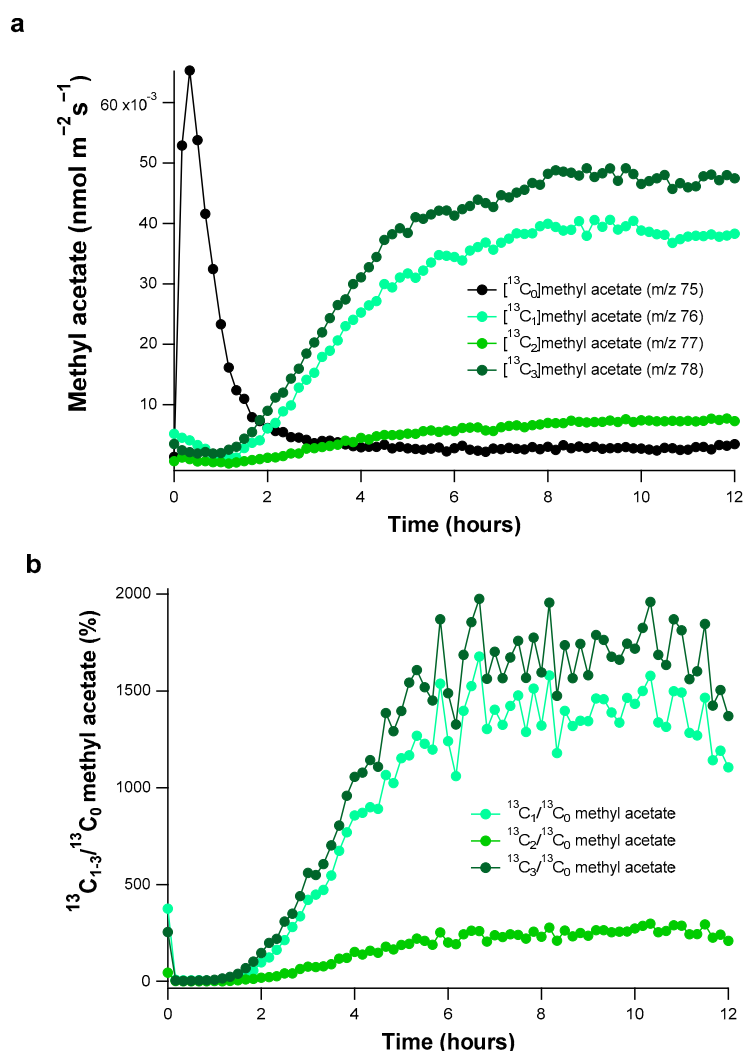 a
Methyl acetate (nmol m⁻² s⁻¹)
60 x10⁻³
50
40
30
20
10
[¹³C₀]methyl acetate (m/z 75)
[¹³C₁]methyl acetate (m/z 76)
[¹³C₂]methyl acetate (m/z 77)
[¹³C₃]methyl acetate (m/z 78)
0 2 4 6 8 10 12
Time (hours)
b
¹³C₁₋₃/¹³C₀ methyl acetate (%)
2000
1500
1000
500
0
¹³C₁/¹³C₀ methyl acetate
¹³C₂/¹³C₀ methyl acetate
¹³C₃/¹³C₀ methyl acetate
0 2 4 6 8 10 12
Time (hours)